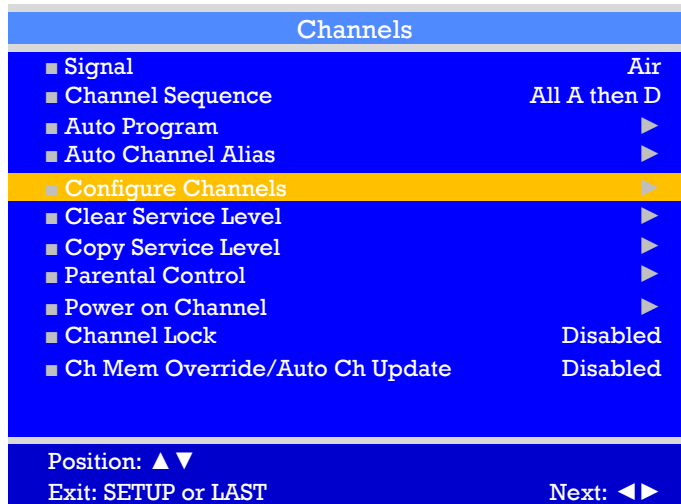 Channels
■ Signal Air
■ Channel Sequence All A then D
■ Auto Program ►
■ Auto Channel Alias ►
■ Configure Channels ►
■ Clear Service Level ►
■ Copy Service Level ►
■ Parental Control ►
■ Power on Channel ►
■ Channel Lock Disabled
■ Ch Mem Override/Auto Ch Update Disabled
Position: ▲▼
Exit: SETUP or LAST Next: ◄►